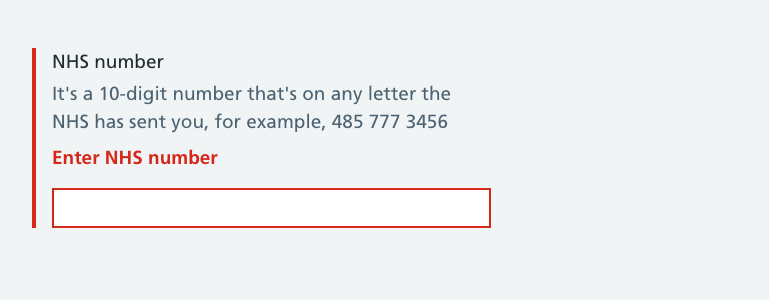 NHS number
It's a 10-digit number that's on any letter the
NHS has sent you, for example, 485 777 3456
Enter NHS number